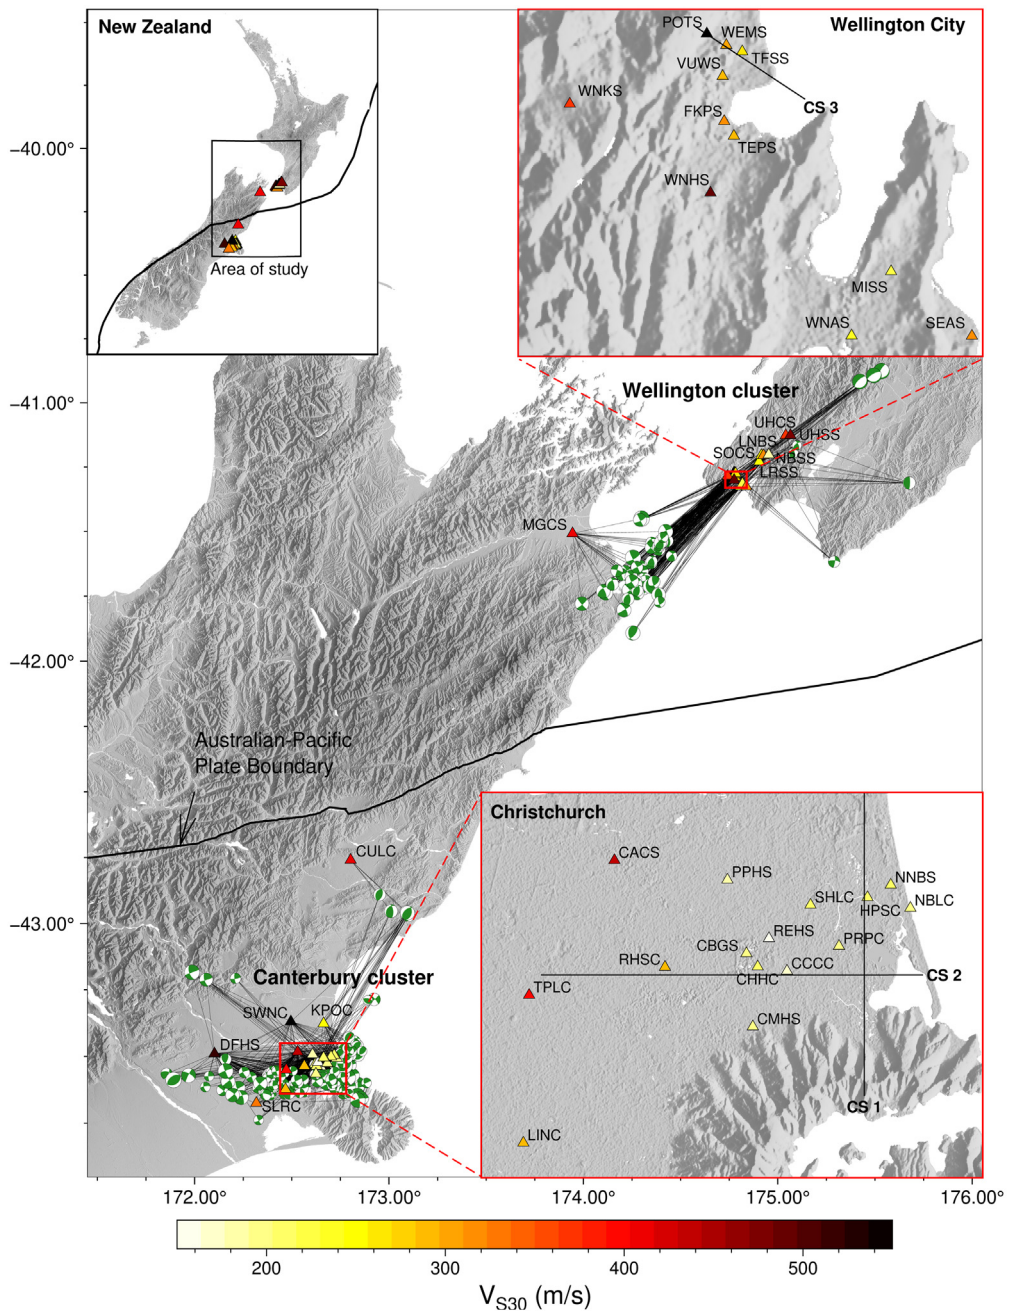 New Zealand
Area of study
Wellington City
POTS
WEMS
TFSS
VUWS
WNKS
CS 3
FKPS
TEPS
WNHS
MISS
WNAS
SEAS
−40.00°
−41.00°
−42.00°
−43.00°
Wellington cluster
UHCS
UHSS
LNBS
SOCS
NBSS
LRSS
MGCS
Australian-Pacific
Plate Boundary
CULC
Canterbury cluster
SWNC
KPOC
DFHS
SLRC
Christchurch
CACS
PPHS
NNBS
SHLC
NBLC
HPSC
REHS
PRPC
CBGS
RHSC
CCCC
CHHC
CS 2
TPLC
CMHS
CS 1
LINC
172.00°
173.00°
174.00°
175.00°
176.00°
200
300
400
500
VS30 (m/s)